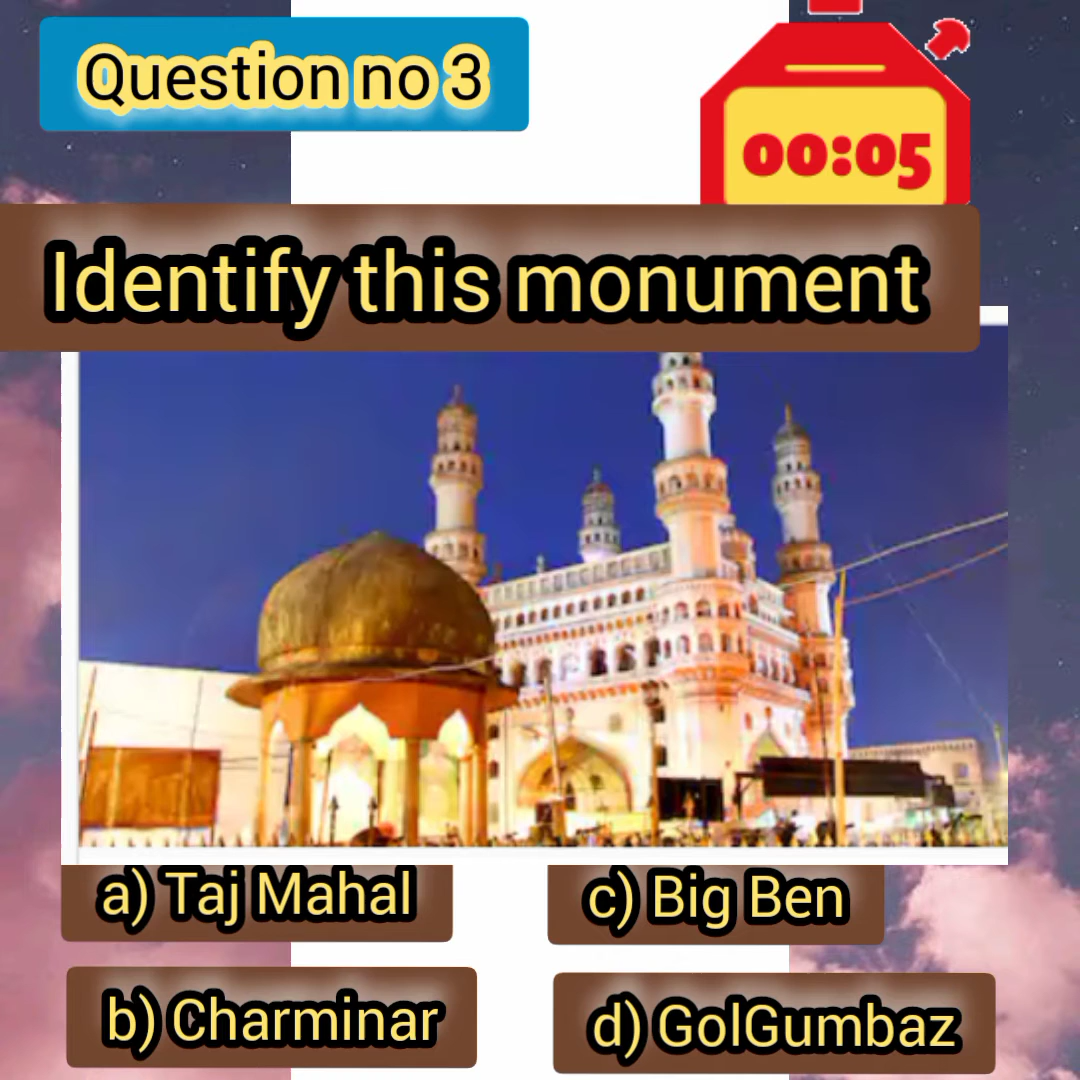 Question no 3
00:05
Identify this monument
a) Taj Mahal
c) Big Ben
b) Charminar
d) GolGumbaz